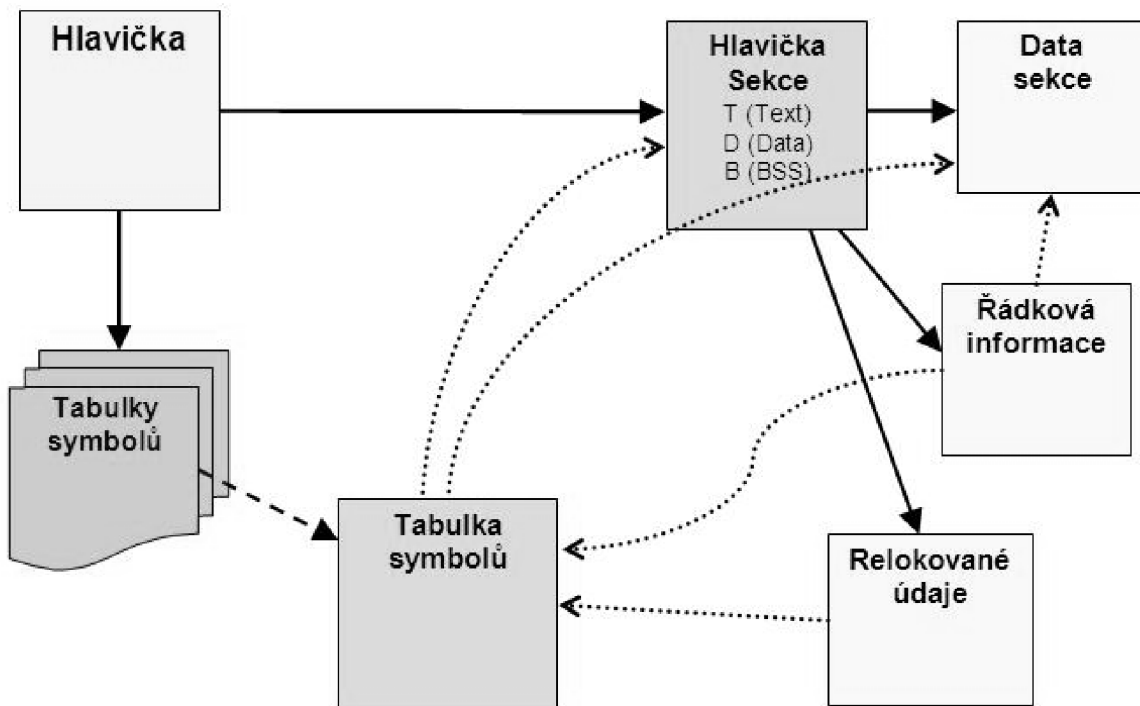 Hlavička
Hlavička
Sekce
T (Text)
D (Data)
B (BSS)
Data
sekce
Řádková
informace
Tabulky
symbolů
Tabulka
symbolů
Relokované
údaje